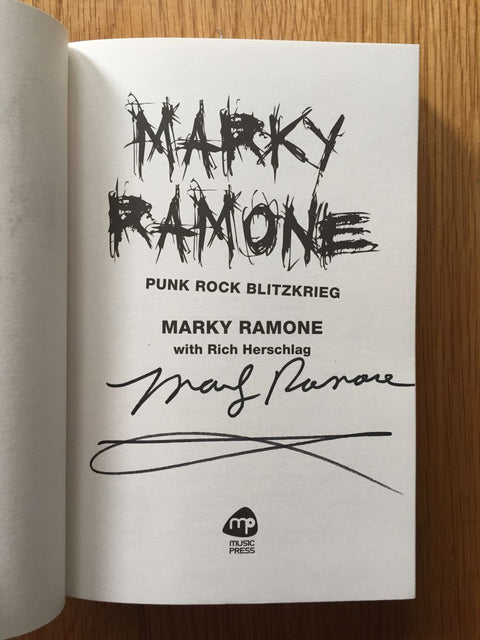 MARKY
RAMONE
PUNK ROCK BLITZKRIEG
MARKY RAMONE
with Rich Herschlag
Marky Ramone
mp
MUSIC
PRESS